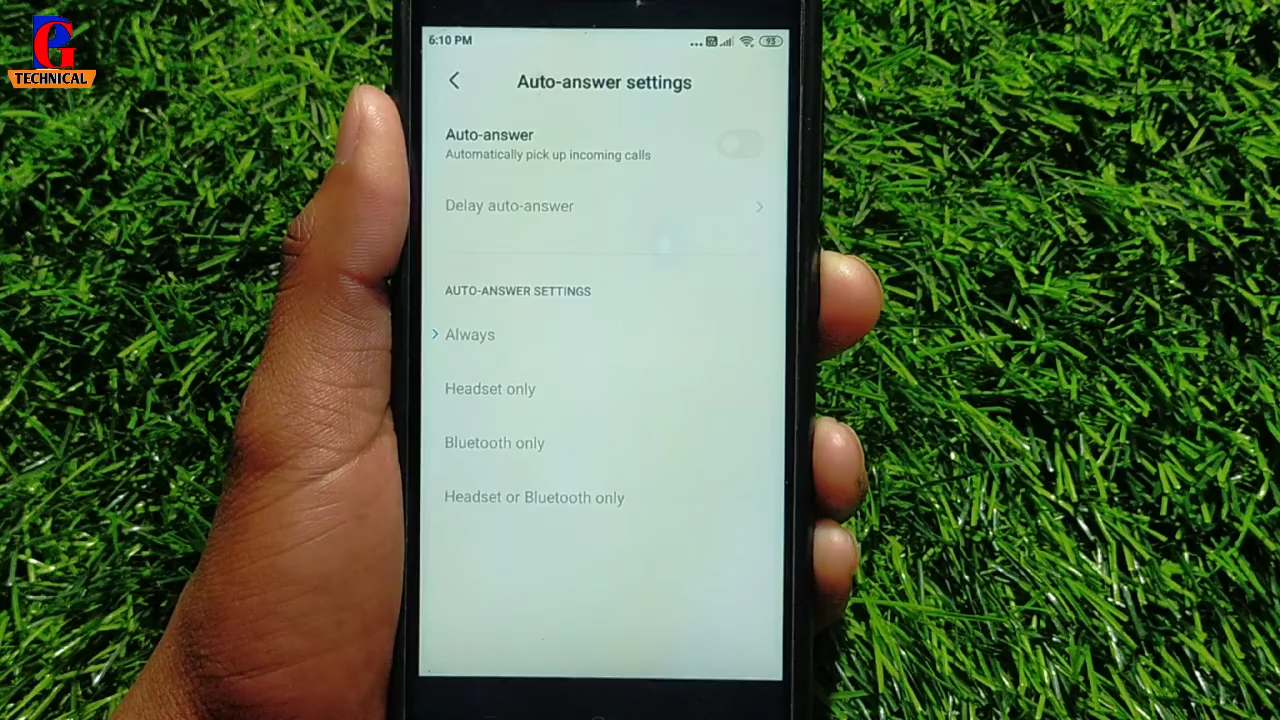 PG
TECHNICAL
6:10 PM
93
Auto-answer settings
Auto-answer
Automatically pick up incoming calls
Delay auto-answer
AUTO-ANSWER SETTINGS
Always
Headset only
Bluetooth only
Headset or Bluetooth only